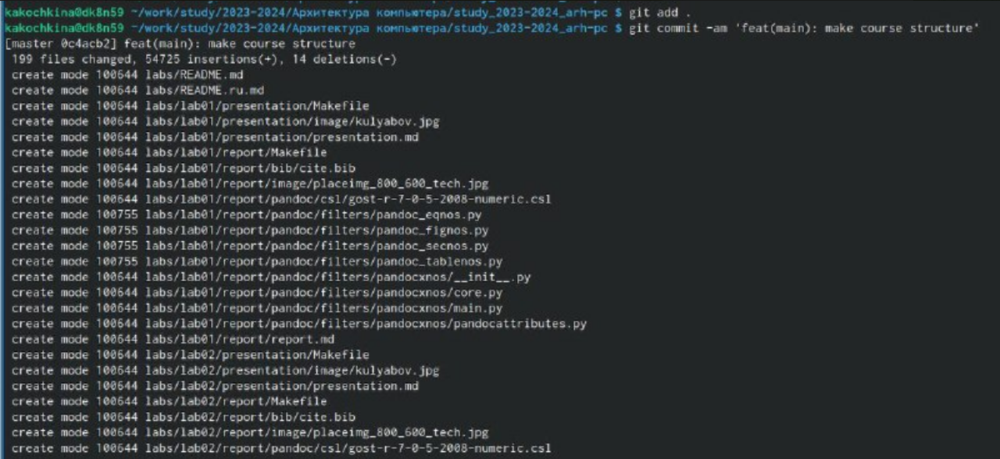 kakochkina@dk8n59 ~/work/study/2023-2024/Архитектура компьютера/study_2023-2024_arh-pc $ git add .
kakochkina@dk8n59 ~/work/study/2023-2024/Архитектура компьютера/study_2023-2024_arh-pc $ git commit -am 'feat(main): make course structure'
[master 0c4acb2] feat(main): make course structure
199 files changed, 54725 insertions(+), 14 deletions(-)
create mode 100644 labs/README.md
create mode 100644 labs/README.ru.md
create mode 100644 labs/lab01/presentation/Makefile
create mode 100644 labs/lab01/presentation/image/kulyabov.jpg
create mode 100644 labs/lab01/presentation/presentation.md
create mode 100644 labs/lab01/report/Makefile
create mode 100644 labs/lab01/report/bib/cite.bib
create mode 100644 labs/lab01/report/image/placeimg_800_600_tech.jpg
create mode 100644 labs/lab01/report/pandoc/csl/gost-r-7-0-5-2008-numeric.csl
create mode 100755 labs/lab01/report/pandoc/filters/pandoc_eqnos.py
create mode 100755 labs/lab01/report/pandoc/filters/pandoc_fignos.py
create mode 100755 labs/lab01/report/pandoc/filters/pandoc_secnos.py
create mode 100755 labs/lab01/report/pandoc/filters/pandoc_tablenos.py
create mode 100644 labs/lab01/report/pandoc/filters/pandocxnos/__init__.py
create mode 100644 labs/lab01/report/pandoc/filters/pandocxnos/core.py
create mode 100644 labs/lab01/report/pandoc/filters/pandocxnos/main.py
create mode 100644 labs/lab01/report/pandoc/filters/pandocxnos/pandocattributes.py
create mode 100644 labs/lab01/report/report.md
create mode 100644 labs/lab02/presentation/Makefile
create mode 100644 labs/lab02/presentation/image/kulyabov.jpg
create mode 100644 labs/lab02/presentation/presentation.md
create mode 100644 labs/lab02/report/Makefile
create mode 100644 labs/lab02/report/bib/cite.bib
create mode 100644 labs/lab02/report/image/placeimg_800_600_tech.jpg
create mode 100644 labs/lab02/report/pandoc/csl/gost-r-7-0-5-2008-numeric.csl